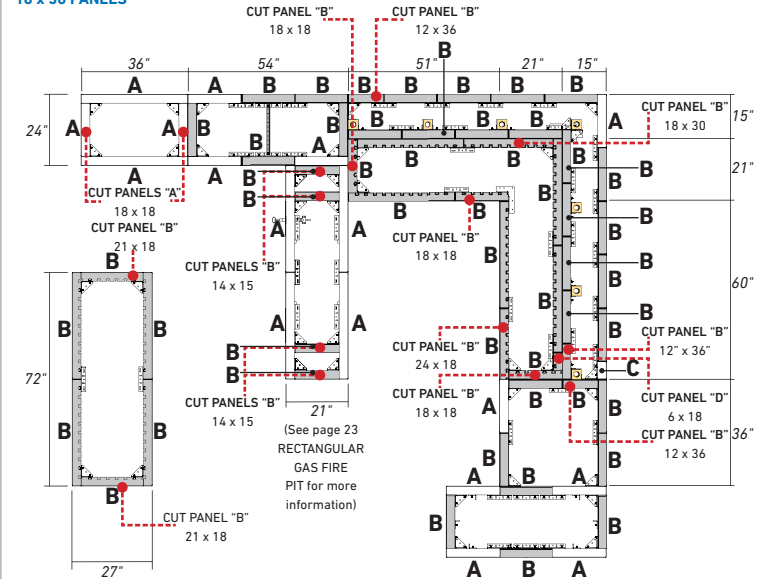 18 x 36 PANELS
CUT PANEL “B”
18 x 18
CUT PANEL “B”
12 x 36
B
36"
54"
51"
21"
15"
A
A
B
B
B
B
B
B
B
24"
A
A
B
B
A
B
B
A
15"
CUT PANEL “B”
18 x 30
A
A
B
B
B
21"
CUT PANELS “A”
18 x 18
CUT PANEL “B”
21 x 18
B
B
B
B
B
B
A
A
CUT PANEL “B”
18 x 18
CUT PANELS “B”
14 x 15
B
B
B
B
B
B
B
60"
72"
B
B
A
A
B
B
B
CUT PANEL “B”
24 x 18
CUT PANEL “B”
12” x 36”
B
B
B
C
CUT PANELS “B”
14 x 15
CUT PANEL “B”
18 x 18
CUT PANEL “D”
6 x 18
21"
(See page 23
RECTANGULAR
GAS FIRE
PIT for more
information)
B
B
A
B
B
B
CUT PANEL “B”
12 x 36
36"
B
B
B
A
B
A
B
CUT PANEL “B”
21 x 18
B
B
27"
A
B
A